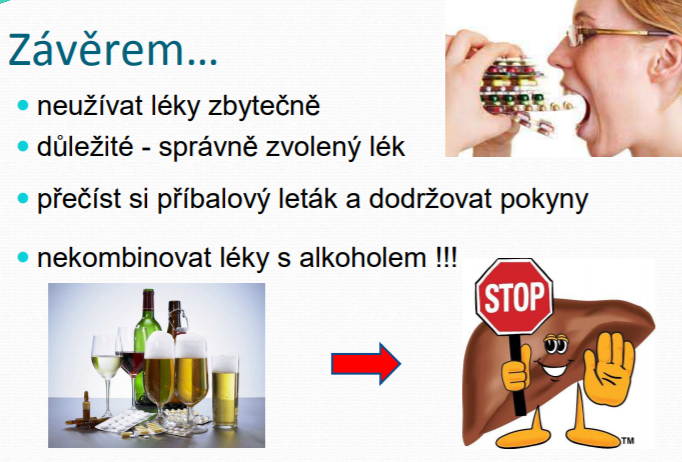 Závěrem...
neužívat léky zbytečně
důležité - správně zvolený lék
přečíst si příbalový leták a dodržovat pokyny
nekombinovat léky s alkoholem !!!
STOP
TM